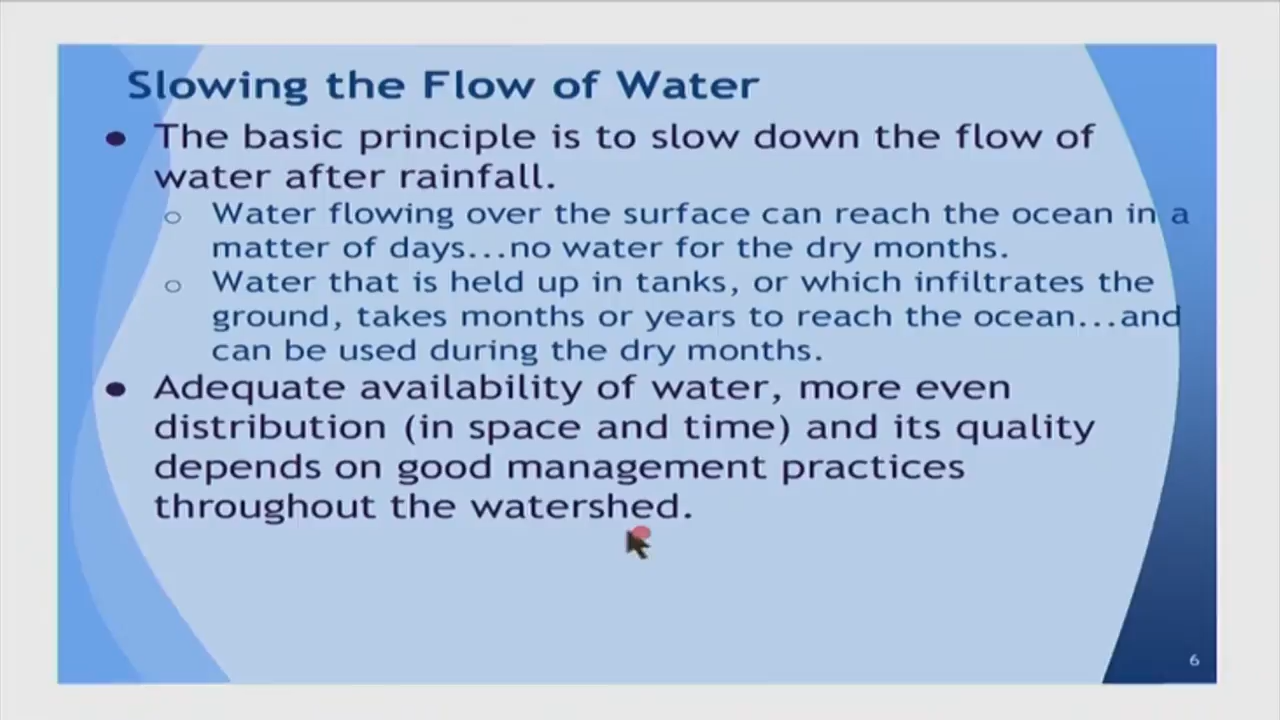 Slowing the Flow of Water
• The basic principle is to slow down the flow of
water after rainfall.
○ Water flowing over the surface can reach the ocean in a
matter of days...no water for the dry months.
○ Water that is held up in tanks, or which infiltrates the
ground, takes months or years to reach the ocean...and
can be used during the dry months.
• Adequate availability of water, more even
distribution (in space and time) and its quality
depends on good management practices
throughout the watershed.
6